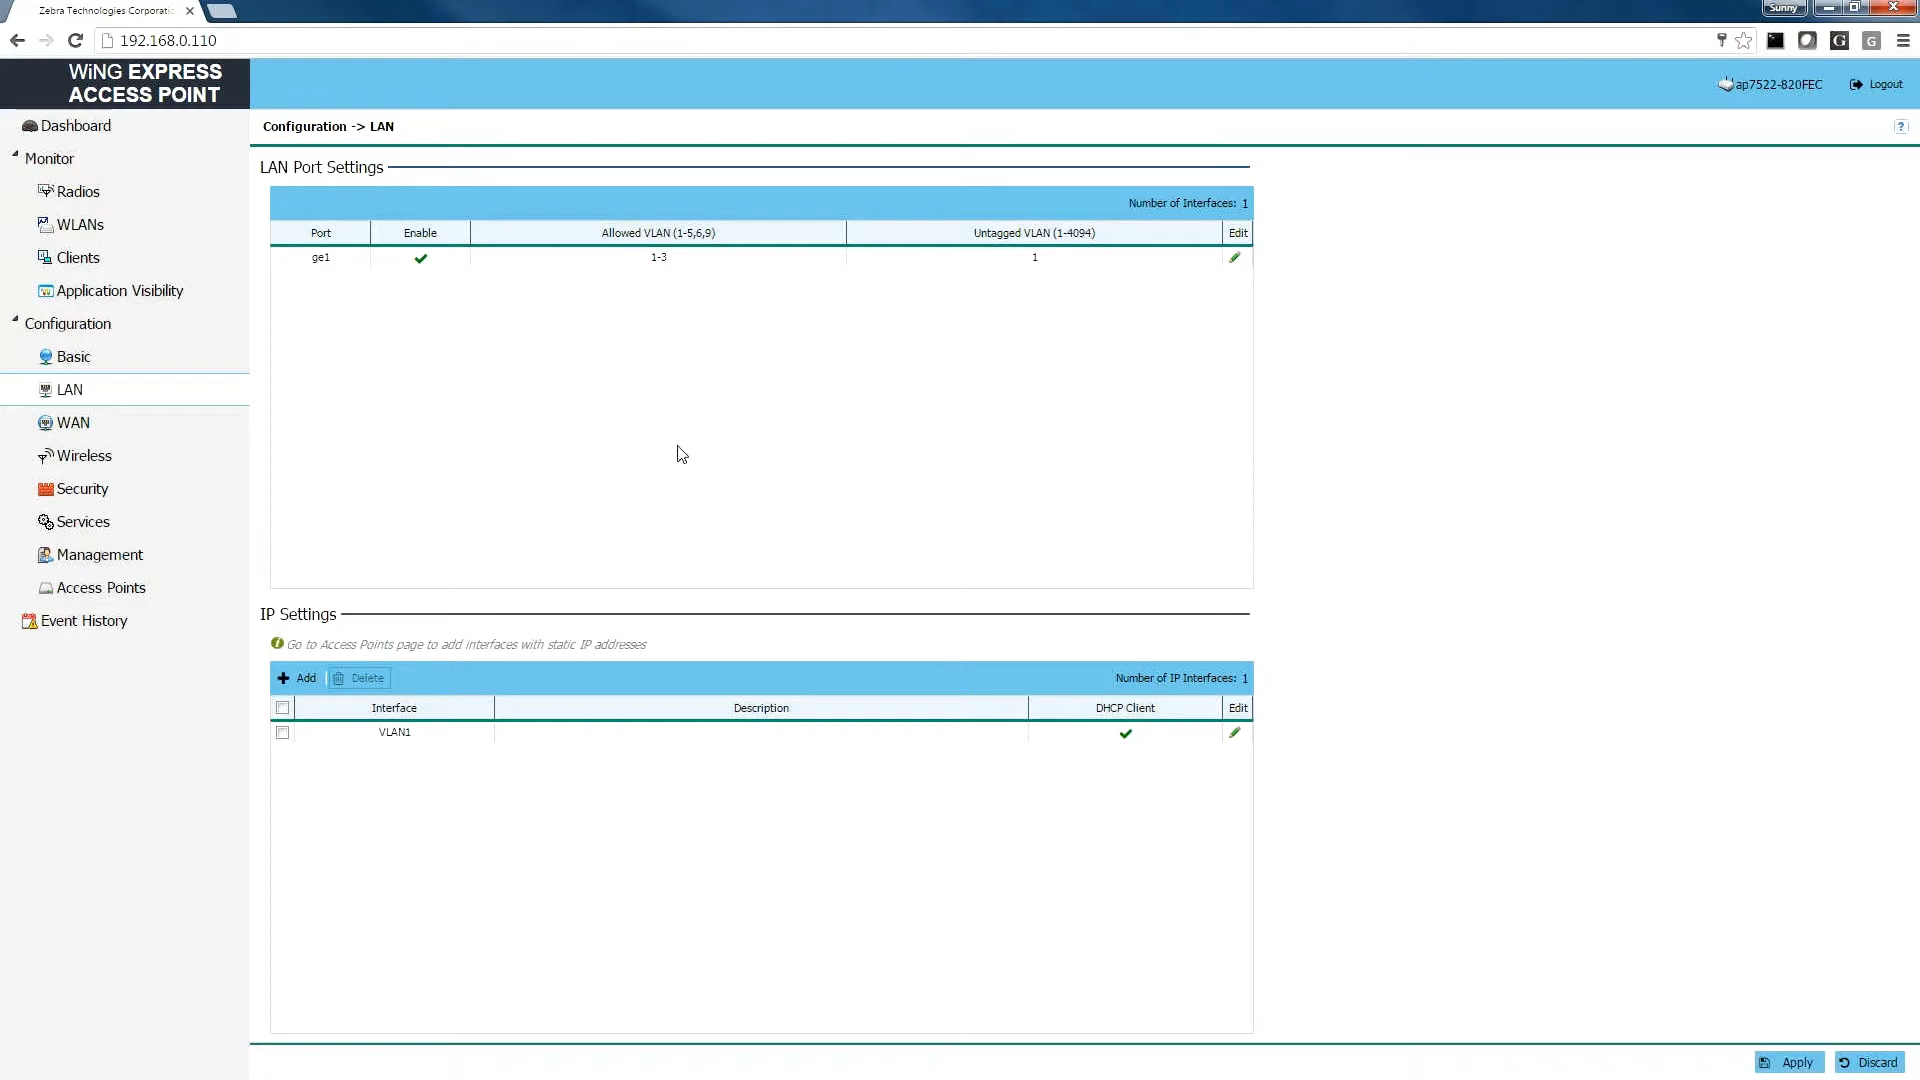 Zebra Technologies Corporatic
Sunny
192.168.0.110
WiNG EXPRESS
ACCESS POINT
ap7522-820FEC
Logout
Dashboard
Monitor
Radios
WLANs
Clients
Application Visibility
Configuration
Basic
LAN
WAN
Wireless
Security
Services
Management
Access Points
Event History
Configuration -> LAN
?
LAN Port Settings
Number of Interfaces: 1
Port Enable Allowed VLAN (1-5,6,9) Untagged VLAN (1-4094) Edit
ge1 1-3 1
IP Settings
Go to Access Points page to add interfaces with static IP addresses
Add Delete Number of IP Interfaces: 1
Interface Description DHCP Client Edit
VLAN1
Apply Discard